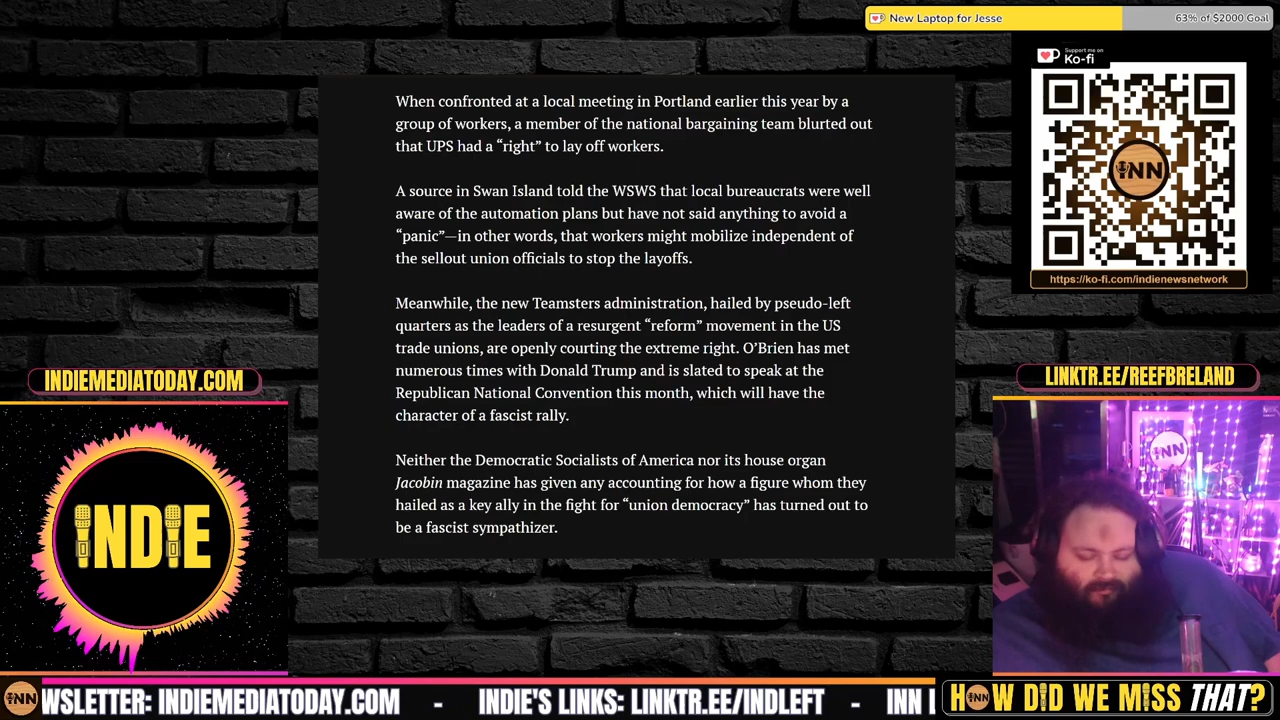 New Laptop for Jesse
63% of $2000 Goal
Support me on
Ko-fi
INN
https://ko-fi.com/indienewsnetwork
When confronted at a local meeting in Portland earlier this year by a
group of workers, a member of the national bargaining team blurted out
that UPS had a “right” to lay off workers.
A source in Swan Island told the WSWS that local bureaucrats were well
aware of the automation plans but have not said anything to avoid a
“panic”—in other words, that workers might mobilize independent of
the sellout union officials to stop the layoffs.
Meanwhile, the new Teamsters administration, hailed by pseudo-left
quarters as the leaders of a resurgent “reform” movement in the US
trade unions, are openly courting the extreme right. O’Brien has met
numerous times with Donald Trump and is slated to speak at the
Republican National Convention this month, which will have the
character of a fascist rally.
Neither the Democratic Socialists of America nor its house organ
Jacobin magazine has given any accounting for how a figure whom they
hailed as a key ally in the fight for “union democracy” has turned out to
be a fascist sympathizer.
INDIEMEDIATODAY.COM
INDIE
LINKTR.EE/REEFBRELAND
INN
INN
WSLETTER: INDIEMEDIATODAY.COM - INDIE'S LINKS: LINKTR.EE/INDLEFT - INN
HOW DID WE MISS THAT?